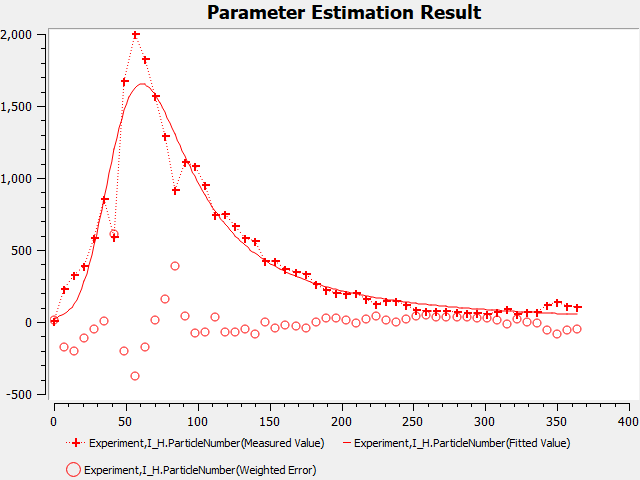 Parameter Estimation Result
2,000
1,500
1,000
500
0
-500
0 50 100 150 200 250 300 350 400
Experiment,I_H.ParticleNumber(Measured Value) Experiment,I_H.ParticleNumber(Fitted Value)
Experiment,I_H.ParticleNumber(Weighted Error)